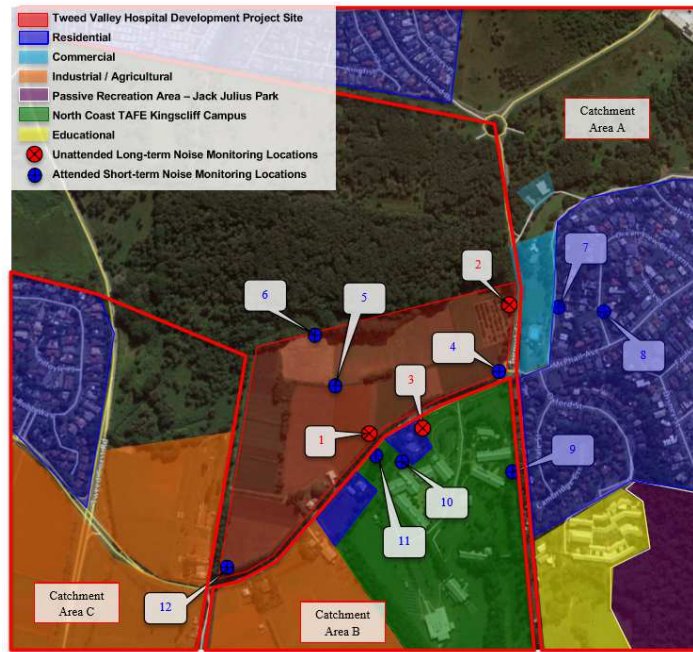 Tweed Valley Hospital Development Project Site
Residential
Commercial
Industrial / Agricultural
Passive Recreation Area – Jack Julius Park
North Coast TAFE Kingscliff Campus
Educational
Unattended Long-term Noise Monitoring Locations
Attended Short-term Noise Monitoring Locations
Catchment
Area A
2
7
6
5
4
8
3
1
9
10
11
12
Catchment
Area C
Catchment
Area B